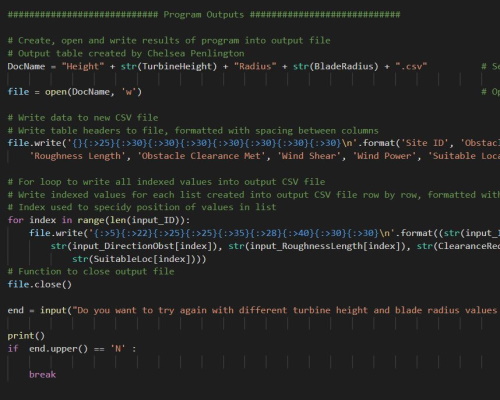 ############################ Program Outputs ############################
# Create, open and write results of program into output file
# Output table created by Chelsea Penlington
DocName = "Height" + str(TurbineHeight) + "Radius" + str(BladeRadius) + ".csv" # Se
file = open(DocName, 'w') # Op
# Write data to new CSV file
# Write table headers to file, formatted with spacing between columns
file.write('{}{:>25}{:>30}{:>30}{:>30}{:>30}{:>30}{:>30}{:>30}\n'.format('Site ID', 'Obstacl
'Roughness Length', 'Obstacle Clearance Met', 'Wind Shear', 'Wind Power', 'Suitable Loca
# For loop to write all indexed values into output CSV file
# Write indexed values for each list created into output CSV file row by row, formatted with
# Index used to specidy position of values in list
for index in range(len(input_ID)):
file.write('{:>5}{:>22}{:>25}{:>25}{:>35}{:>28}{:>40}{:>30}{:>30}\n'.format((str(input_I
str(input_DirectionObst[index]), str(input_RoughnessLength[index]), str(ClearanceReq
str(SuitableLoc[index])))
# Function to close output file
file.close()
end = input("Do you want to try again with different turbine height and blade radius values
print()
if end.upper() == 'N' :
break